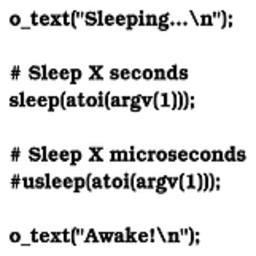 o_text("Sleeping...\n");
# Sleep X seconds
sleep(atoi(argv(1)));
# Sleep X microseconds
#usleep(atoi(argv(1)));
o_text("Awake!\n");